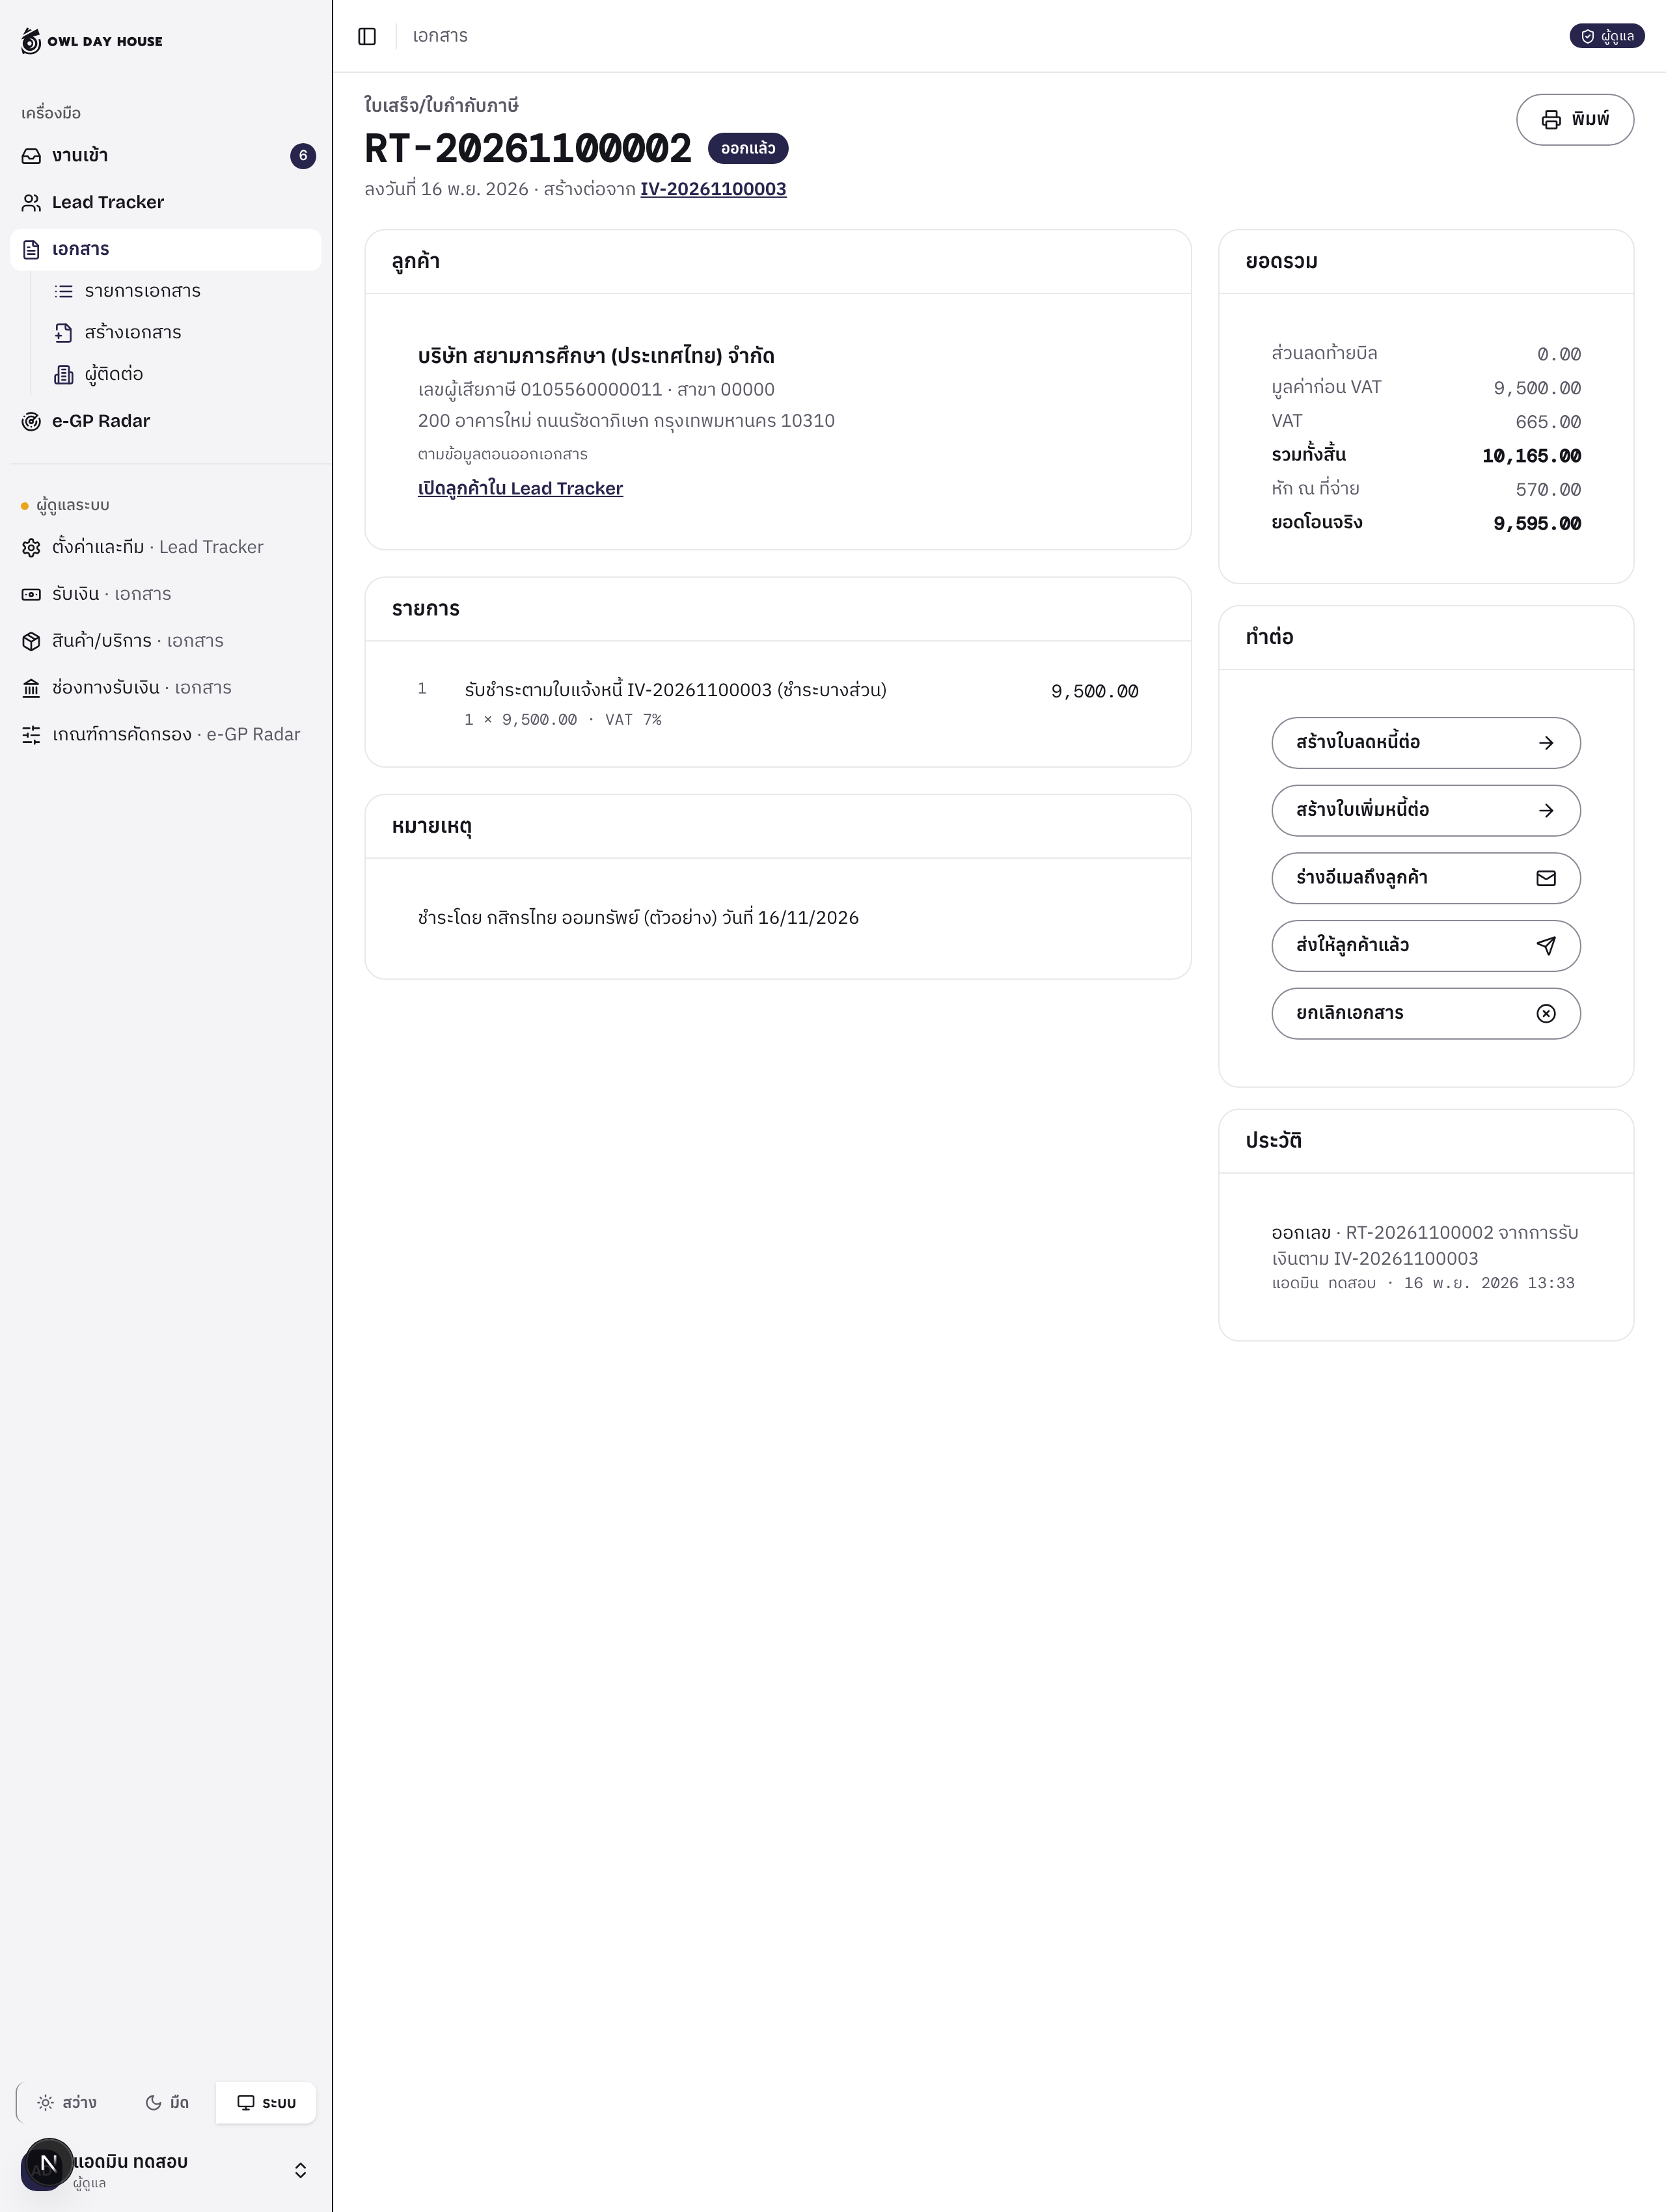 OWL DAY HOUSE
เครื่องมือ
งานเข้า
6
Lead Tracker
เอกสาร
รายการเอกสาร
สร้างเอกสาร
ผู้ติดต่อ
e-GP Radar
ผู้ดูแลระบบ
ตั้งค่าและทีม · Lead Tracker
รับเงิน · เอกสาร
สินค้า/บริการ · เอกสาร
ช่องทางรับเงิน · เอกสาร
เกณฑ์การคัดกรอง · e-GP Radar
สว่าง
มืด
ระบบ
N
แอดมิน ทดสอบ
ผู้ดูแล
เอกสาร
ผู้ดูแล
ใบเสร็จ/ใบกำกับภาษี
RT-20261100002
ออกแล้ว
ลงวันที่ 16 พ.ย. 2026 · สร้างต่อจาก IV-20261100003
พิมพ์
ลูกค้า
บริษัท สยามการศึกษา (ประเทศไทย) จำกัด
เลขผู้เสียภาษี 0105560000011 · สาขา 00000
200 อาคารใหม่ ถนนรัชดาภิเษก กรุงเทพมหานคร 10310
ตามข้อมูลตอนออกเอกสาร
เปิดลูกค้าใน Lead Tracker
รายการ
1 รับชำระตามใบแจ้งหนี้ IV-20261100003 (ชำระบางส่วน) 9,500.00
1 × 9,500.00 · VAT 7%
หมายเหตุ
ชำระโดย กสิกรไทย ออมทรัพย์ (ตัวอย่าง) วันที่ 16/11/2026
ยอดรวม
ส่วนลดท้ายบิล 0.00
มูลค่าก่อน VAT 9,500.00
VAT 665.00
รวมทั้งสิ้น 10,165.00
หัก ณ ที่จ่าย 570.00
ยอดโอนจริง 9,595.00
ทำต่อ
สร้างใบลดหนี้ต่อ
สร้างใบเพิ่มหนี้ต่อ
ร่างอีเมลถึงลูกค้า
ส่งให้ลูกค้าแล้ว
ยกเลิกเอกสาร
ประวัติ
ออกเลข · RT-20261100002 จากการรับ
เงินตาม IV-20261100003
แอดมิน ทดสอบ · 16 พ.ย. 2026 13:33